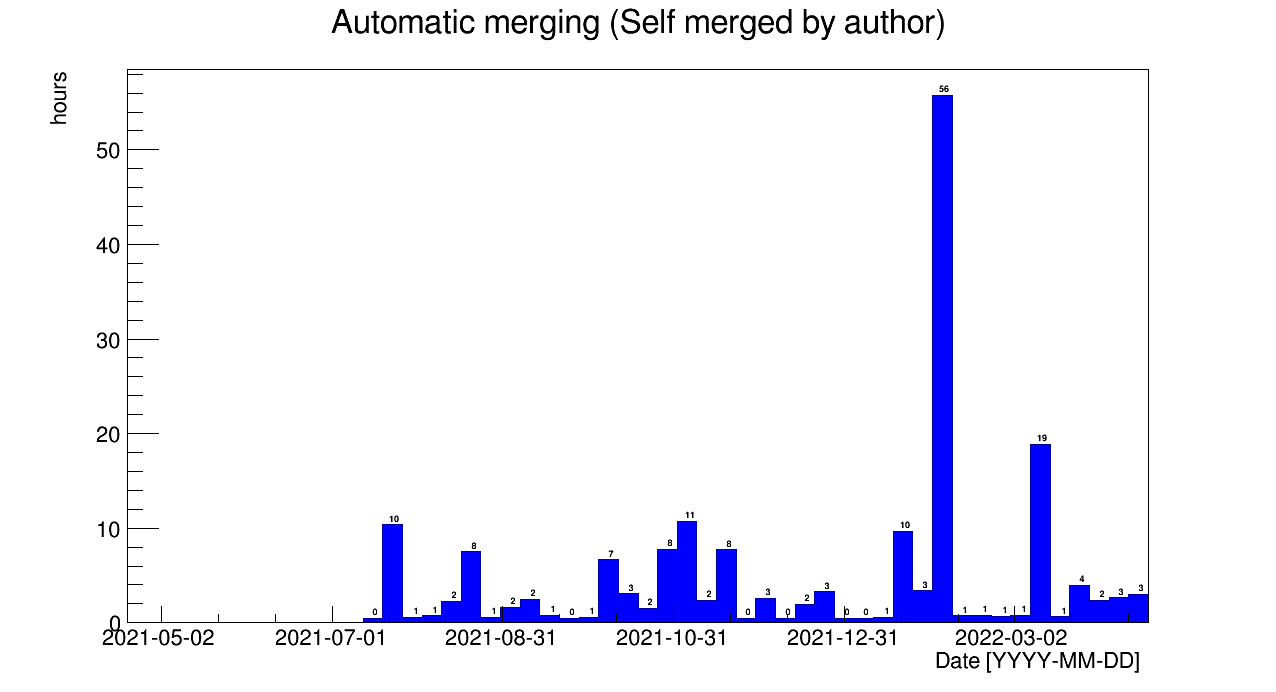 Automatic merging (Self merged by author)
hours
50
40
30
20
10
0
0 10 1 1 2 8 1 2 2 1 0 1 7 3 2 8 11 2 8 0 3 0 2 3 0 0 1 10 3 56 1 1 1 1 19 1 4 2 3 3
2021-05-02 2021-07-01 2021-08-31 2021-10-31 2021-12-31 2022-03-02
Date [YYYY-MM-DD]